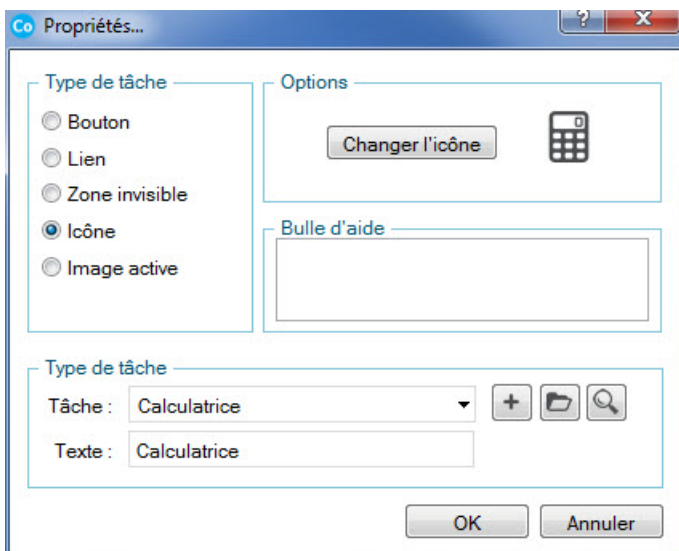 Co Propriétés...
?
Type de tâche
Bouton
Lien
Zone invisible
Icône
Image active
Options
Changer l'icône
0
Bulle d'aide
Type de tâche
Tâche : Calculatrice
Texte : Calculatrice
OK Annuler